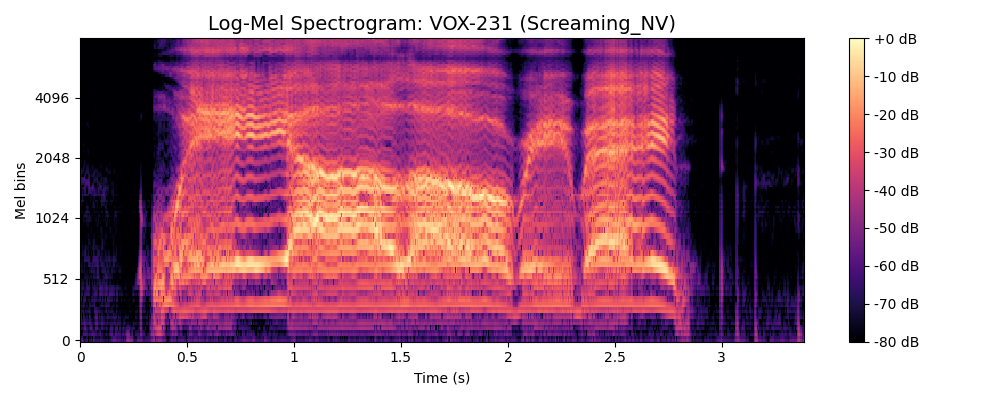 Log-Mel Spectrogram: VOX-231 (Screaming_NV)
Mel bins
4096
2048
1024
512
0
0
0.5
1
1.5
2
2.5
3
Time (s)
+0 dB
-10 dB
-20 dB
-30 dB
-40 dB
-50 dB
-60 dB
-70 dB
-80 dB